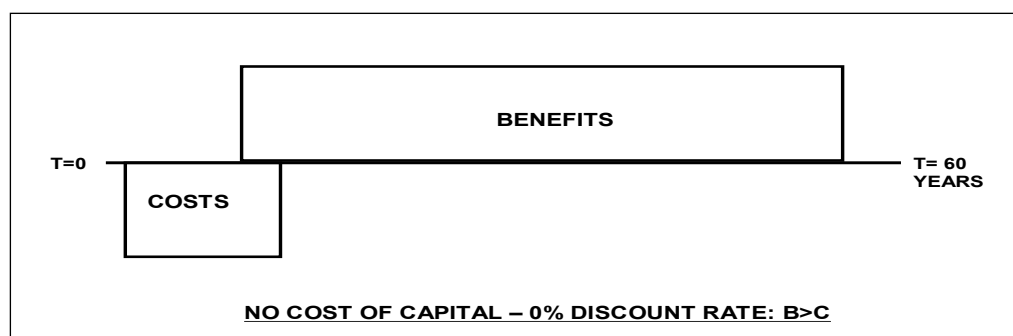 BENEFITS
T=0
T= 60
YEARS
COSTS
NO COST OF CAPITAL – 0% DISCOUNT RATE: B>C